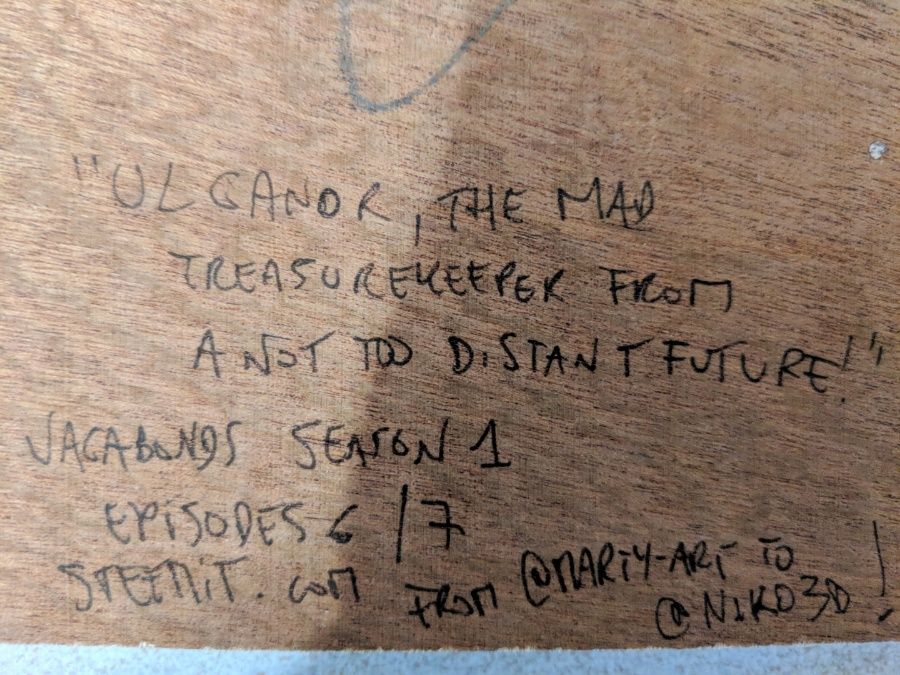 "ULGANOR, THE MAD
TREASUREKEEPER FROM
A NOT TOO DISTANT FUTURE!"
VAGABONDS SEASON 1
EPISODES 6/7
STEEMIT.COM FROM @MARTY-ART TO
@NIKO3D!